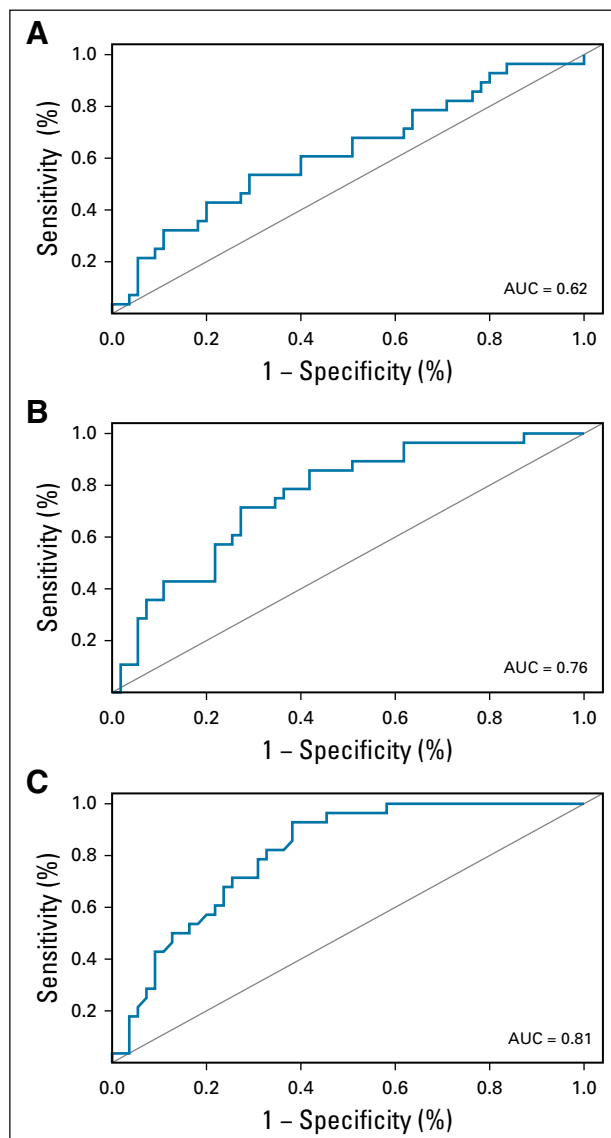 A
1.0
0.8
0.6
0.4
0.2
Sensitivity (%)
AUC = 0.62
0.0 0.2 0.4 0.6 0.8 1.0
1 – Specificity (%)
B
1.0
0.8
0.6
0.4
0.2
Sensitivity (%)
AUC = 0.76
0.0 0.2 0.4 0.6 0.8 1.0
1 – Specificity (%)
C
1.0
0.8
0.6
0.4
0.2
Sensitivity (%)
AUC = 0.81
0.0 0.2 0.4 0.6 0.8 1.0
1 – Specificity (%)